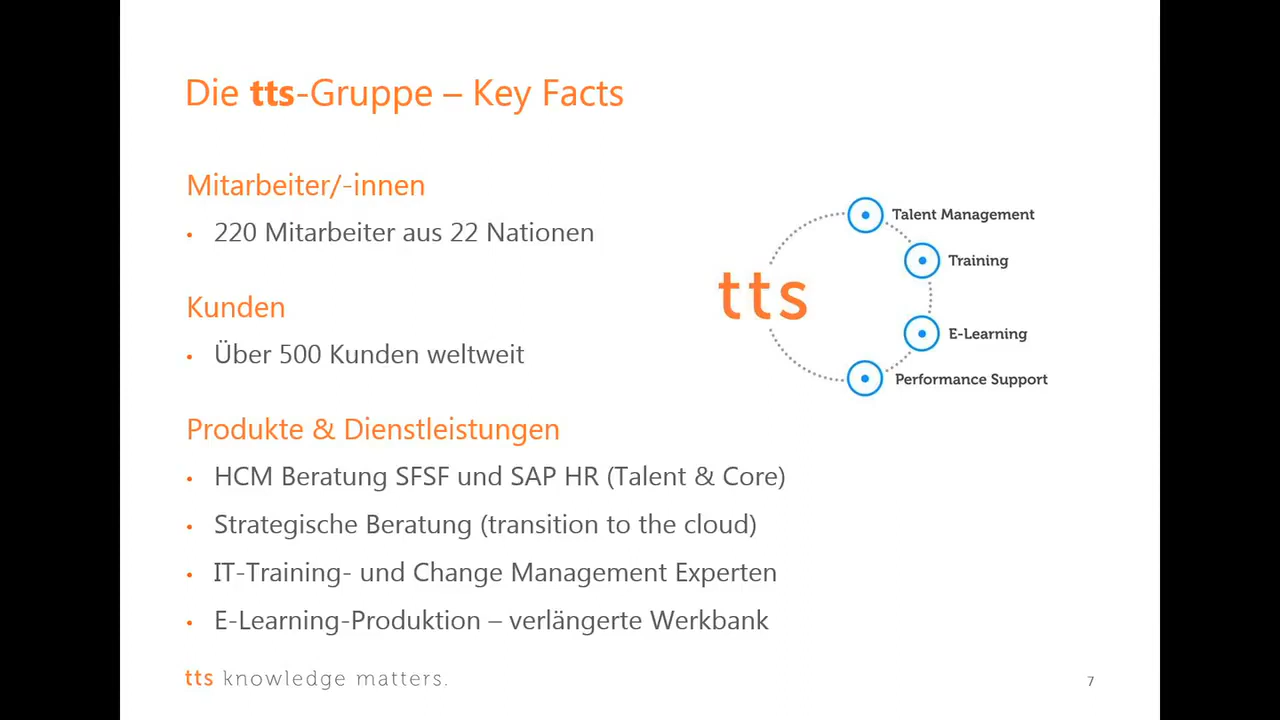 Die tts-Gruppe – Key Facts
Mitarbeiter/-innen
• 220 Mitarbeiter aus 22 Nationen
Kunden
• Über 500 Kunden weltweit
Produkte & Dienstleistungen
• HCM Beratung SFSF und SAP HR (Talent & Core)
• Strategische Beratung (transition to the cloud)
• IT-Training- und Change Management Experten
• E-Learning-Produktion – verlängerte Werkbank
tts
Talent Management
Training
E-Learning
Performance Support
tts knowledge matters.
7